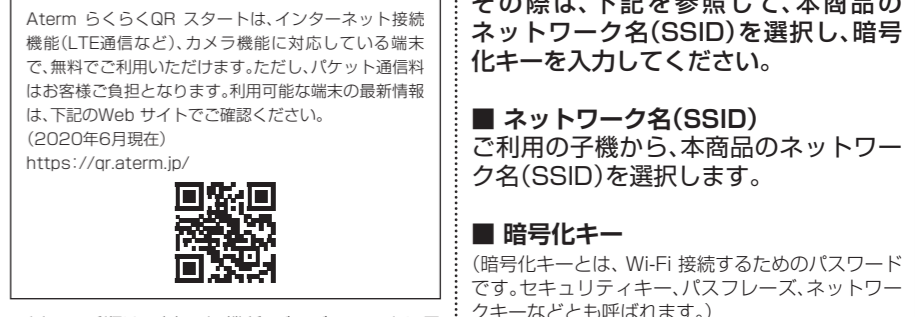 Aterm らくらくQR スタートは、インターネット接続
機能(LTE通信など)、カメラ機能に対応している端末
で、無料でご利用いただけます。ただし、パケット通信料
はお客様ご負担となります。利用可能な端末の最新情報
は、下記のWeb サイトでご確認ください。
(2020年6月現在)
https://qr.aterm.jp/
その際は、下記を参照して、本商品の
ネットワーク名(SSID)を選択し、暗号
化キーを入力してください。
■ ネットワーク名(SSID)
ご利用の子機から、本商品のネットワー
ク名(SSID)を選択します。
■ 暗号化キー
(暗号化キーとは、Wi-Fi 接続するためのパスワード
です。セキュリティキー、パスフレーズ、ネットワー
クキーなどとも呼ばれます。)